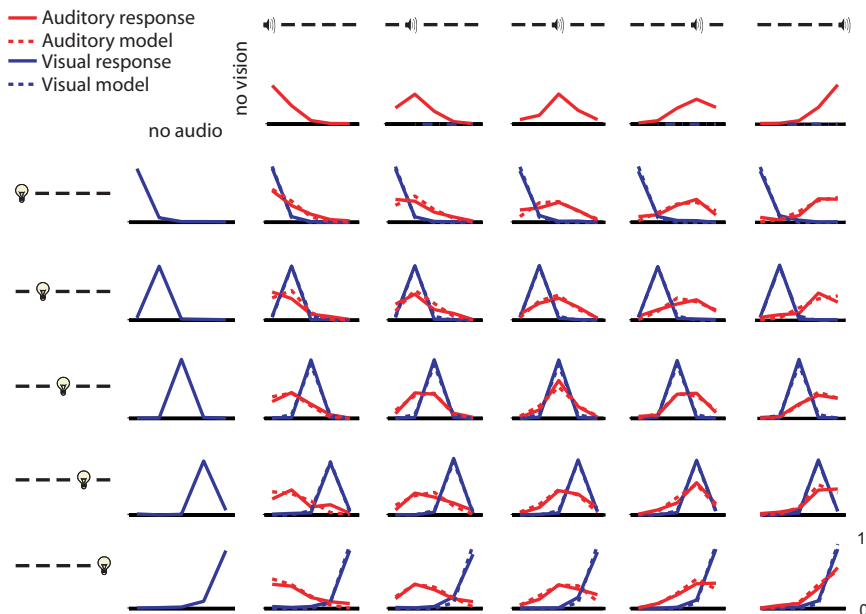 Auditory response
Auditory model
Visual response
Visual model
no vision
no audio
1
0